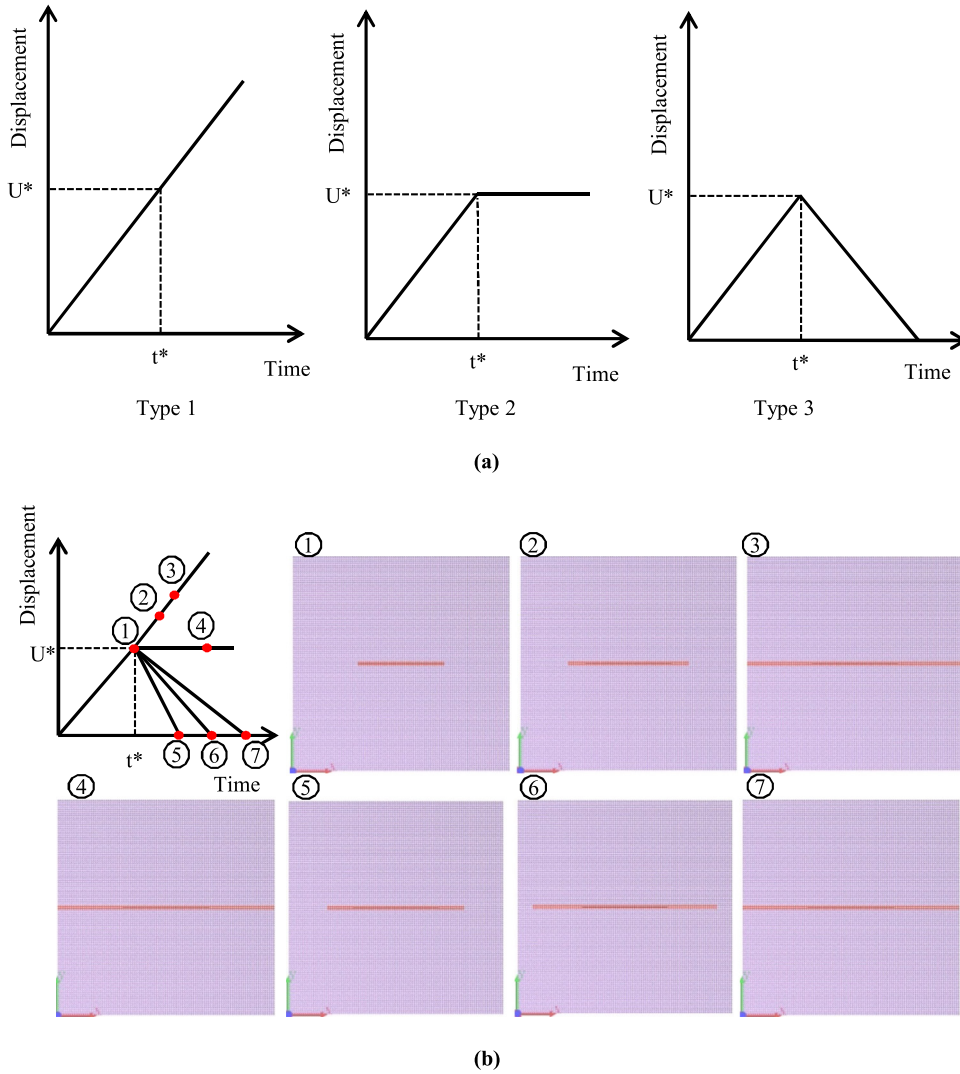 Displacement
U*
t*
Time
Type 1
Displacement
U*
t*
Time
Type 2
Displacement
U*
t*
Time
Type 3
(a)
Displacement
U*
t*
Time
1
2
3
4
5
6
7
1
2
3
4
5
6
7
(b)